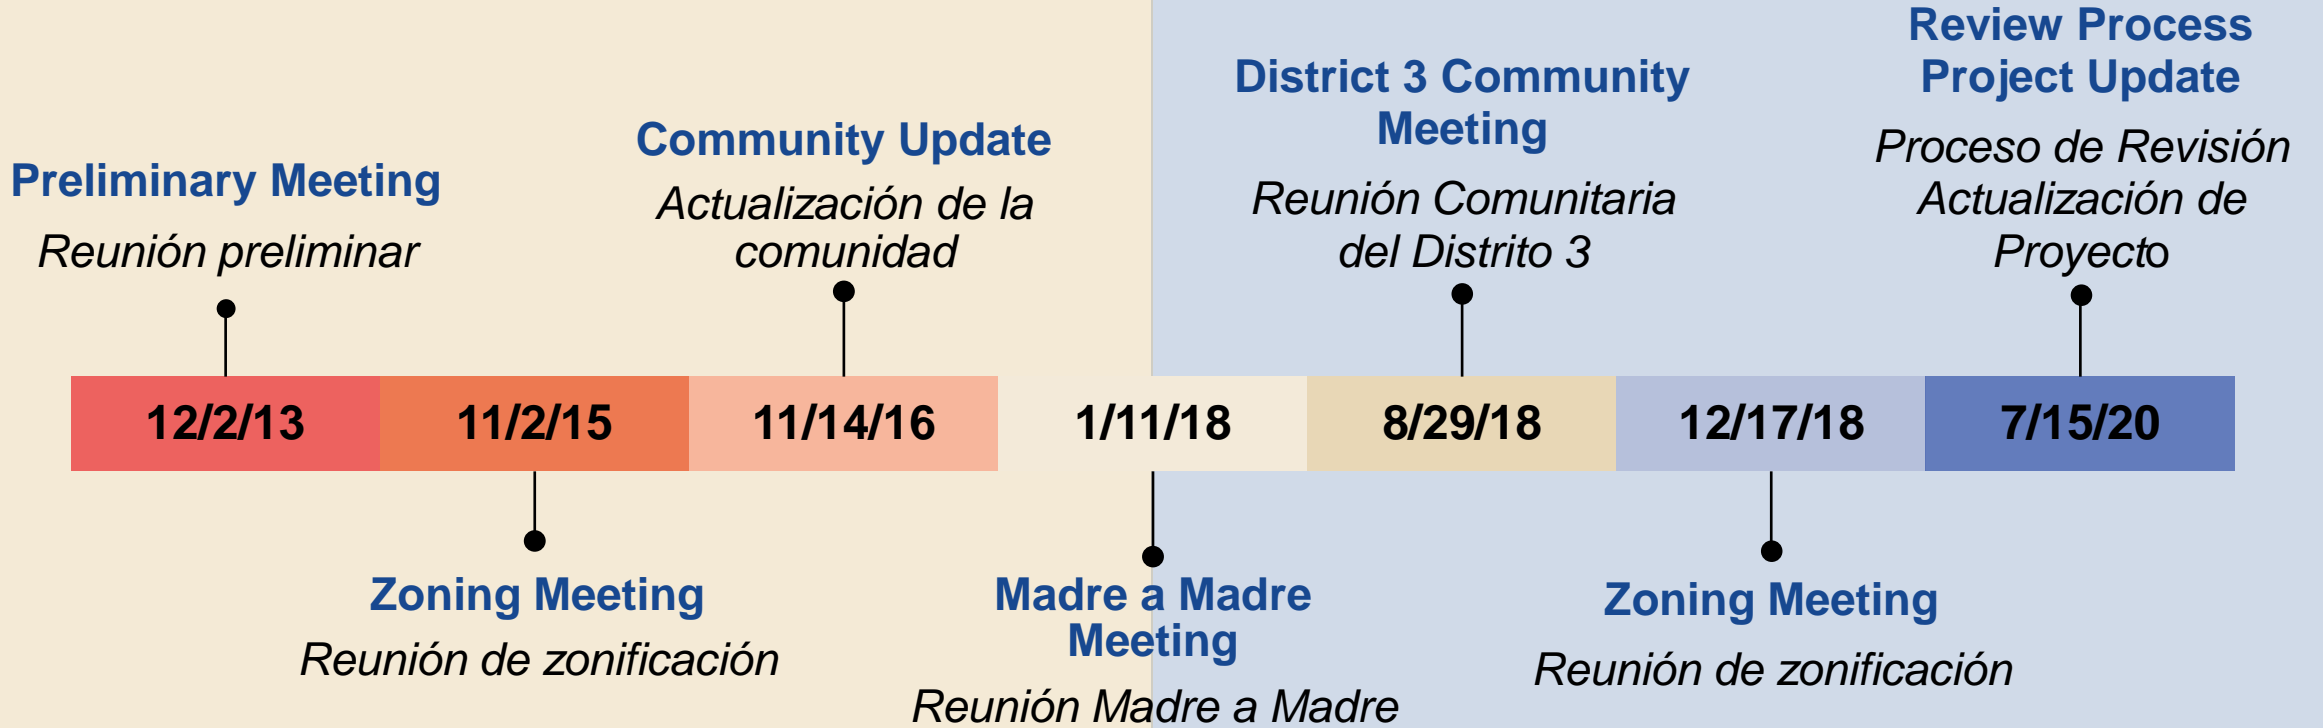 Preliminary Meeting
Reunión preliminar
Community Update
Actualización de la
comunidad
District 3 Community
Meeting
Reunión Comunitaria
del Distrito 3
Review Process
Project Update
Proceso de Revisión
Actualización de
Proyecto
12/2/13
11/2/15
11/14/16
1/11/18
8/29/18
12/17/18
7/15/20
Zoning Meeting
Reunión de zonificación
Madre a Madre
Meeting
Reunión Madre a Madre
Zoning Meeting
Reunión de zonificación